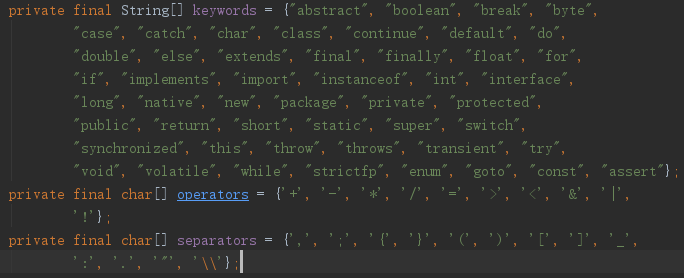 private final String[] keywords = {"abstract", "boolean", "break", "byte",
"case", "catch", "char", "class", "continue", "default", "do",
"double", "else", "extends", "final", "finally", "float", "for",
"if", "implements", "import", "instanceof", "int", "interface",
"long", "native", "new", "package", "private", "protected",
"public", "return", "short", "static", "super", "switch",
"synchronized", "this", "throw", "throws", "transient", "try",
"void", "volatile", "while", "strictfp", "enum", "goto", "const", "assert"};
private final char[] operators = {'+', '-', '*', '/', '=', '>', '<', '&', '|',
'!'};
private final char[] separators = {',', ';', '{', '}', '(', ')', '[', ']', '_',
':', '.', '"', '\\'};